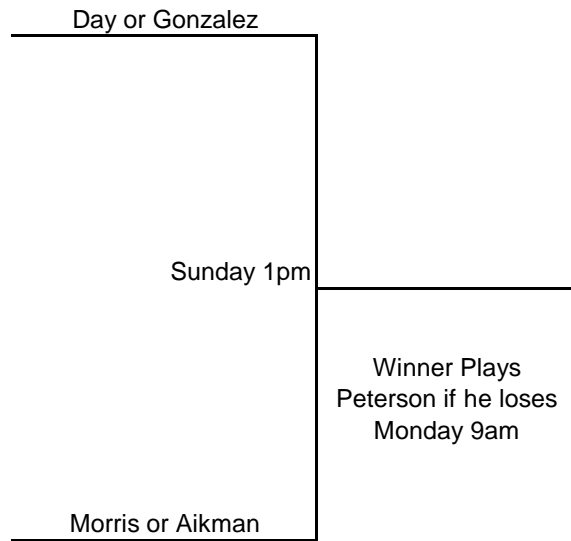 Day or Gonzalez
Sunday 1pm
Winner Plays
Peterson if he loses
Monday 9am
Morris or Aikman